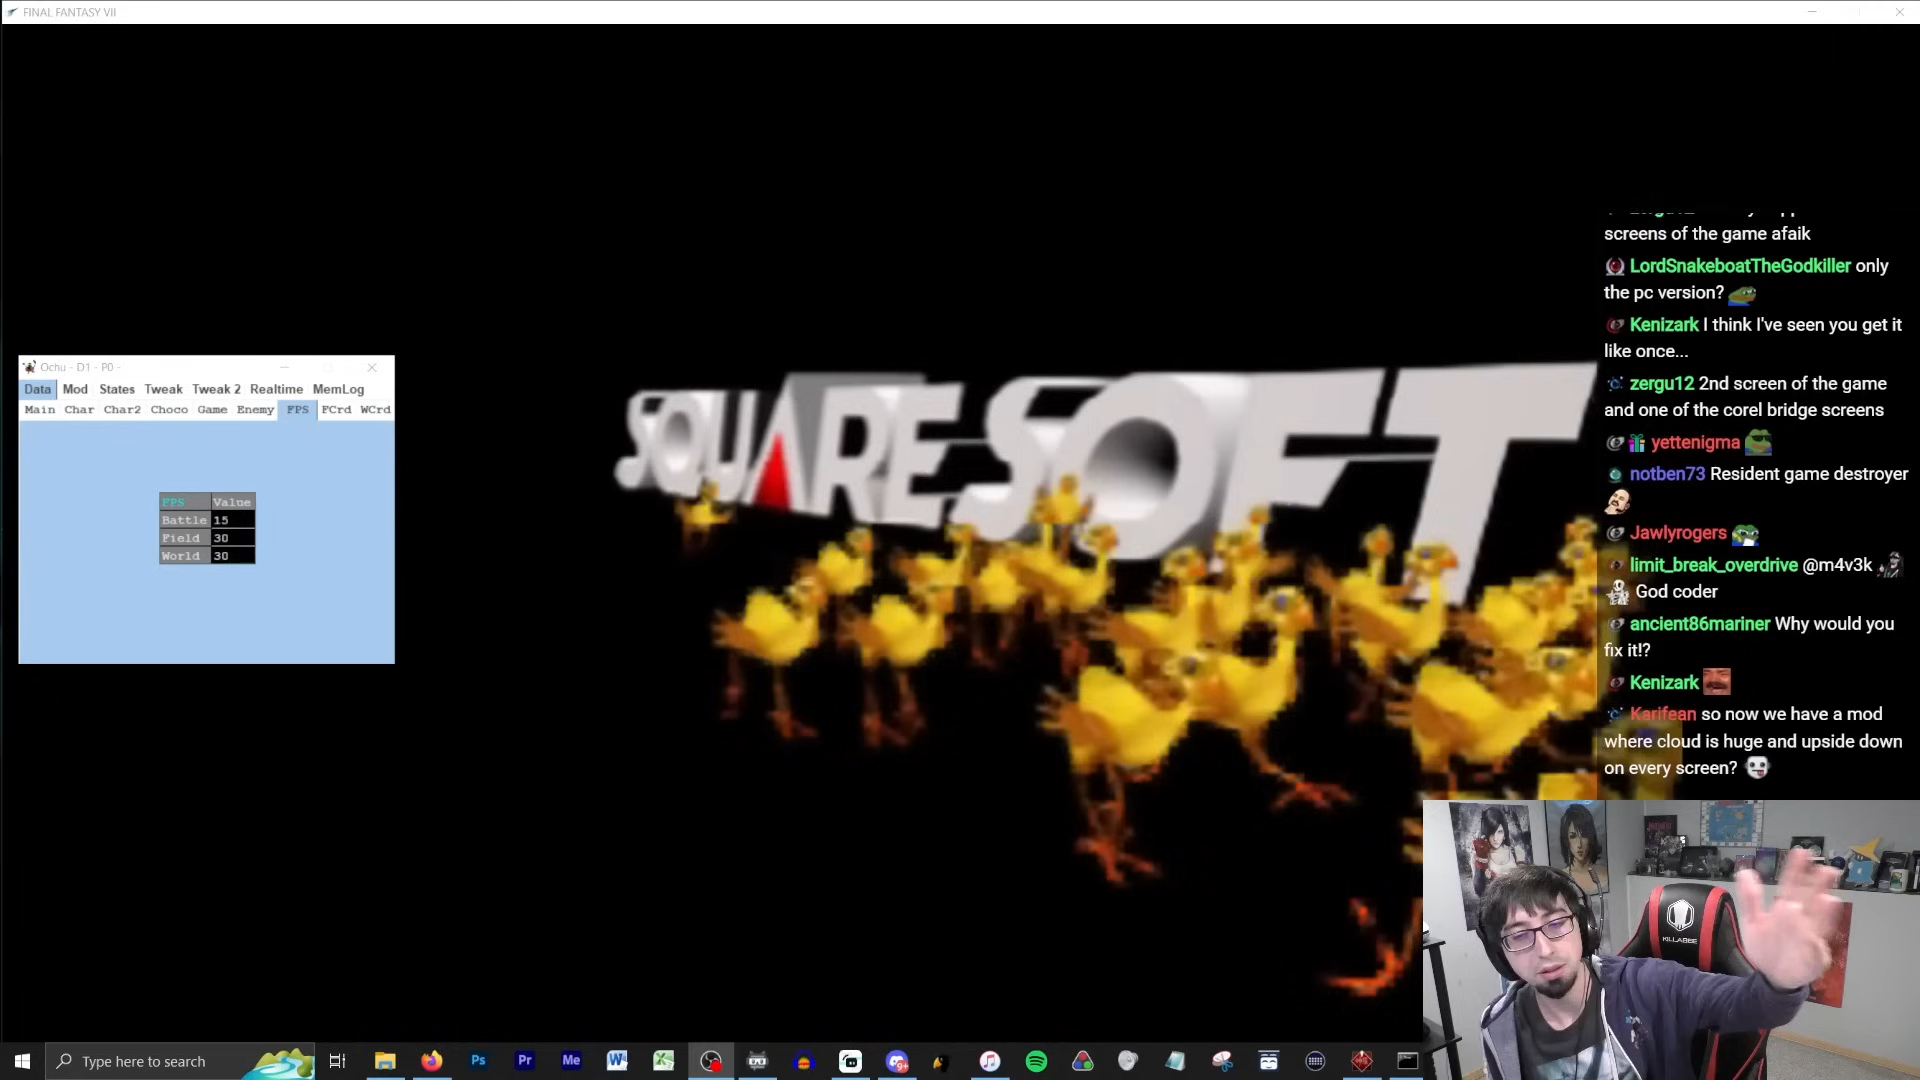 FINAL FANTASY VII
SQUARESOFT
Ochu - D1 - P0 -
Data Mod States Tweak Tweak 2 Realtime MemLog
Main Char Char2 Choco Game Enemy FPS FCrd WCrd
FPS Value
Battle 15
Field 30
World 30
screens of the game afaik
LordSnakeboatTheGodkiller only
the pc version?
Kenizark I think I've seen you get it
like once...
zergu12 2nd screen of the game
and one of the corel bridge screens
yettenigma
notben73 Resident game destroyer
Jawlyrogers
limit_break_overdrive @m4v3k
God coder
ancient86mariner Why would you
fix it!?
Kenizark
Karifean so now we have a mod
where cloud is huge and upside down
on every screen?
KILLABEE
Type here to search
Ps
Pr
Me
W
X
9+